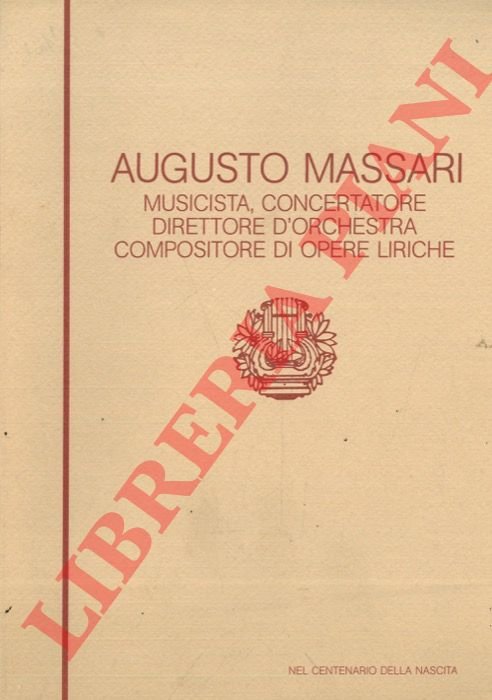 AUGUSTO MASSARI
MUSICISTA, CONCERTATORE
DIRETTORE D'ORCHESTRA
COMPOSITORE DI OPERE LIRICHE
LIBRERIA PIANI
NEL CENTENARIO DELLA NASCITA